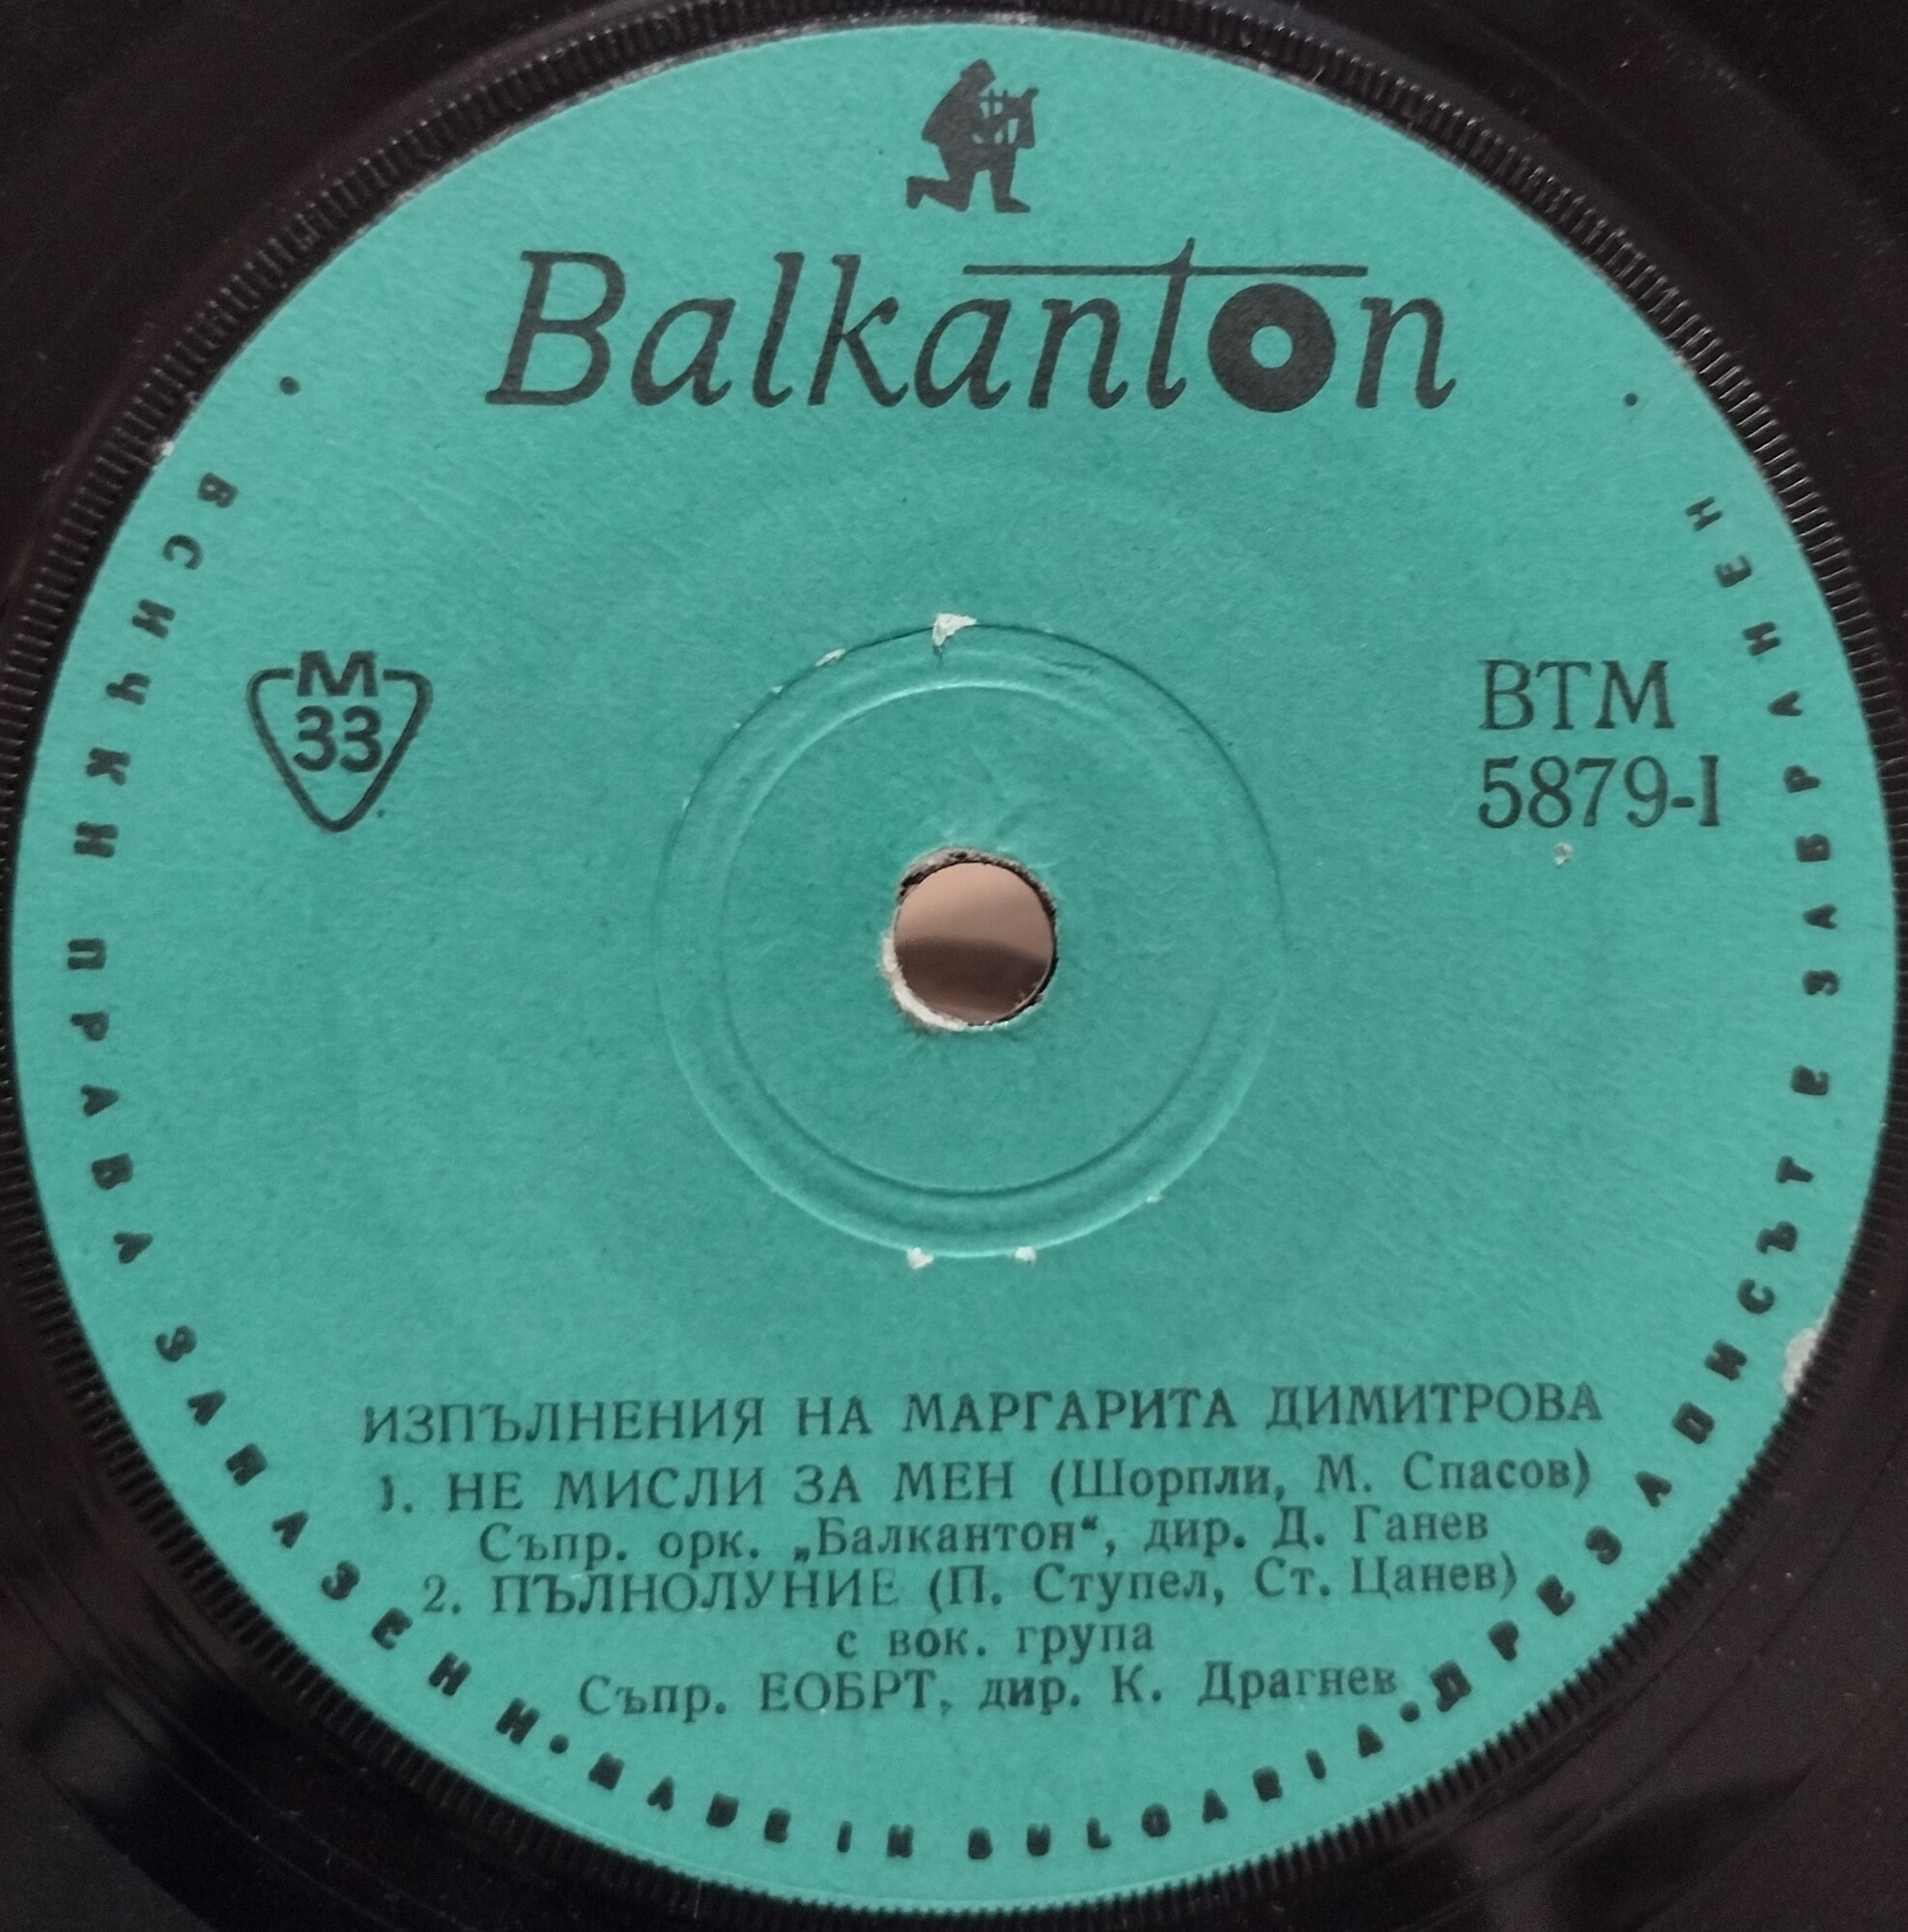 Balkanton
М
33
ВТМ
5879-I
ИЗПЪЛНЕНИЯ НА МАРГАРИТА ДИМИТРОВА
1. НЕ МИСЛИ ЗА МЕН (Шорпли, М. Спасов)
Съпр. орк. „Балкантон“, дир. Д. Ганев
2. ПЪЛНОЛУНИЕ (П. Ступел, Ст. Цанев)
с вок. група
Съпр. ЕОБРТ, дир. К. Драгнев
ВСИЧКИ ПРАВА ЗАПАЗЕНИ • MADE IN BULGARIA • ПРЕЗАПИСЪТ Е ЗАБРАНЕН